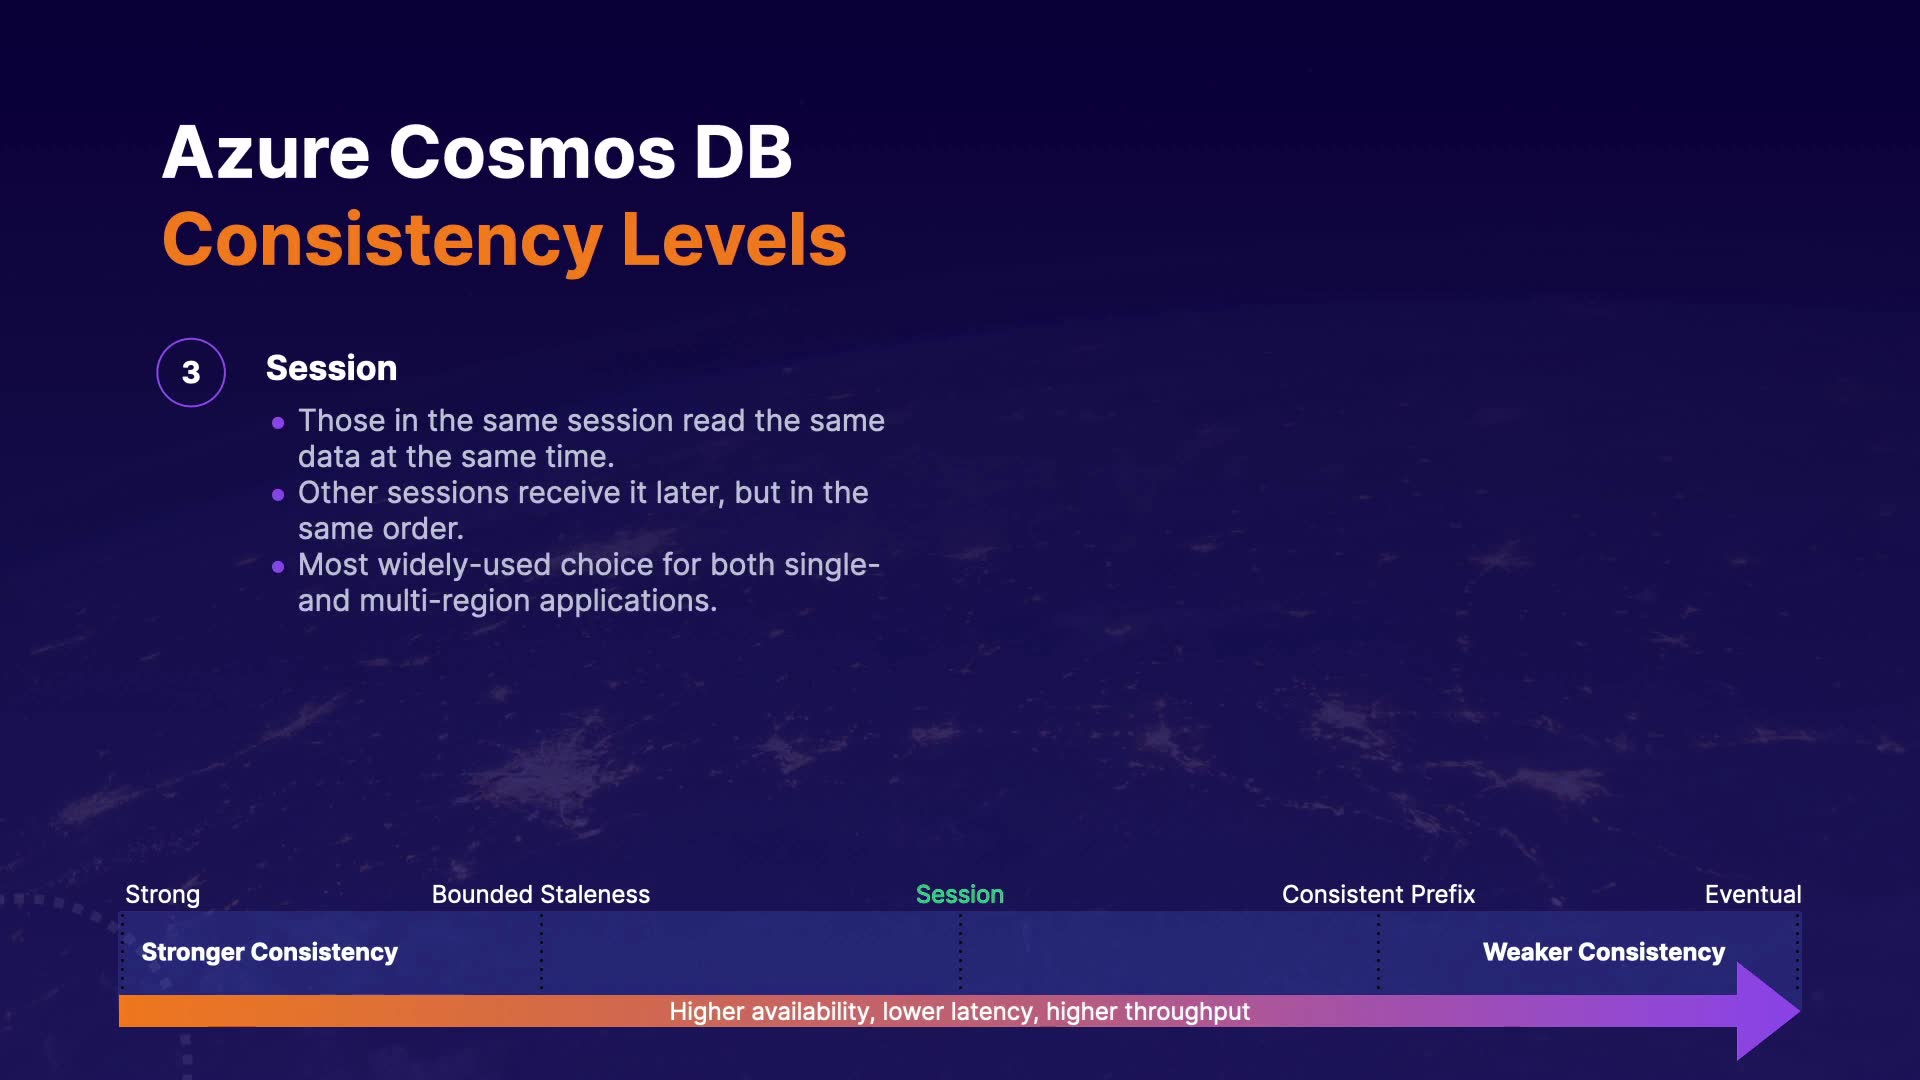 Azure Cosmos DB
Consistency Levels
3
Session
Those in the same session read the same
data at the same time.
Other sessions receive it later, but in the
same order.
Most widely-used choice for both single-
and multi-region applications.
Strong
Bounded Staleness
Session
Consistent Prefix
Eventual
Stronger Consistency
Weaker Consistency
Higher availability, lower latency, higher throughput